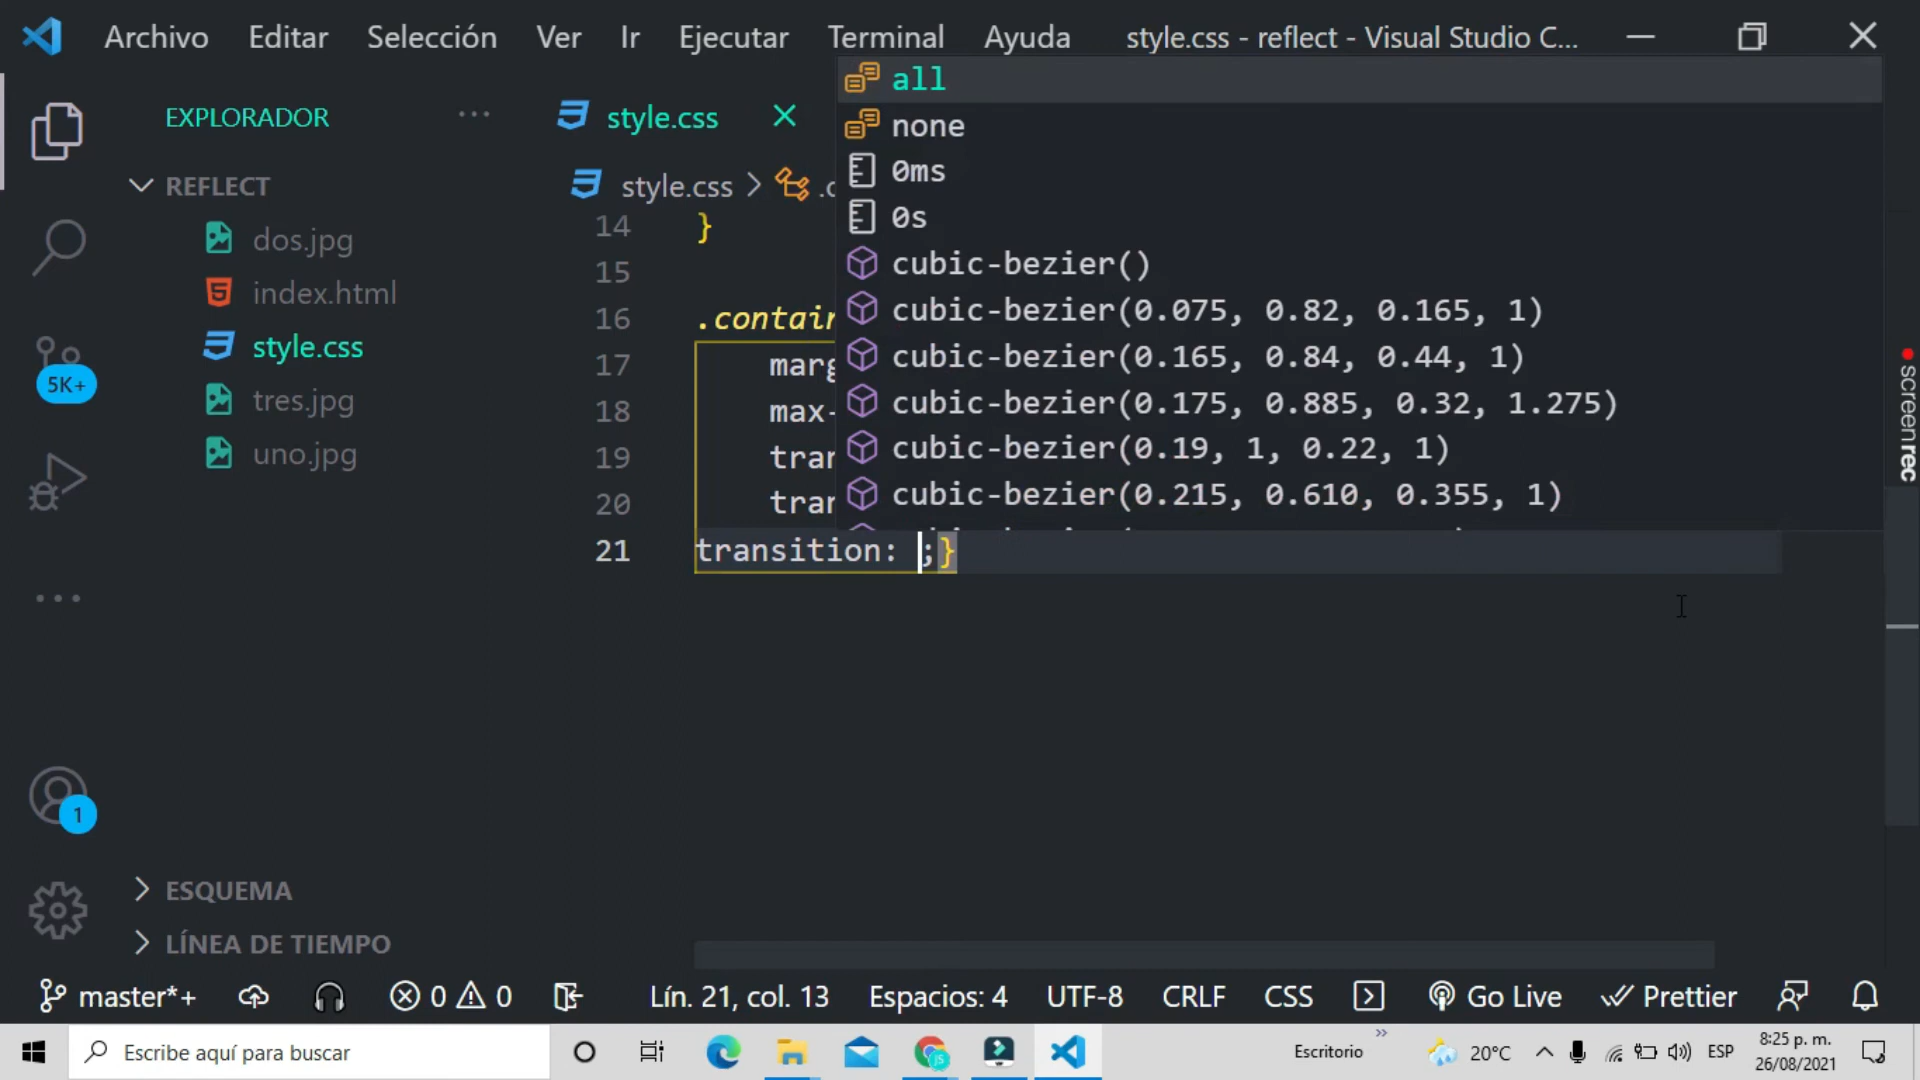 Archivo Editar Selección Ver Ir Ejecutar Terminal Ayuda style.css - reflect - Visual Studio C...
EXPLORADOR ...
REFLECT
dos.jpg
index.html
style.css
tres.jpg
uno.jpg
5K+
...
1
ESQUEMA
LÍNEA DE TIEMPO
style.css
style.css > .c
14 }
15
16 .contain
17 marg
18 max-
19 tran
20 tran
21 transition: ;}
all
none
0ms
0s
cubic-bezier()
cubic-bezier(0.075, 0.82, 0.165, 1)
cubic-bezier(0.165, 0.84, 0.44, 1)
cubic-bezier(0.175, 0.885, 0.32, 1.275)
cubic-bezier(0.19, 1, 0.22, 1)
cubic-bezier(0.215, 0.610, 0.355, 1)
screenrec
master*+ 0 0 Lín. 21, col. 13 Espacios: 4 UTF-8 CRLF CSS Go Live Prettier
Escribe aquí para buscar
JS
Escritorio
20°C
ESP
8:25 p. m.
26/08/2021